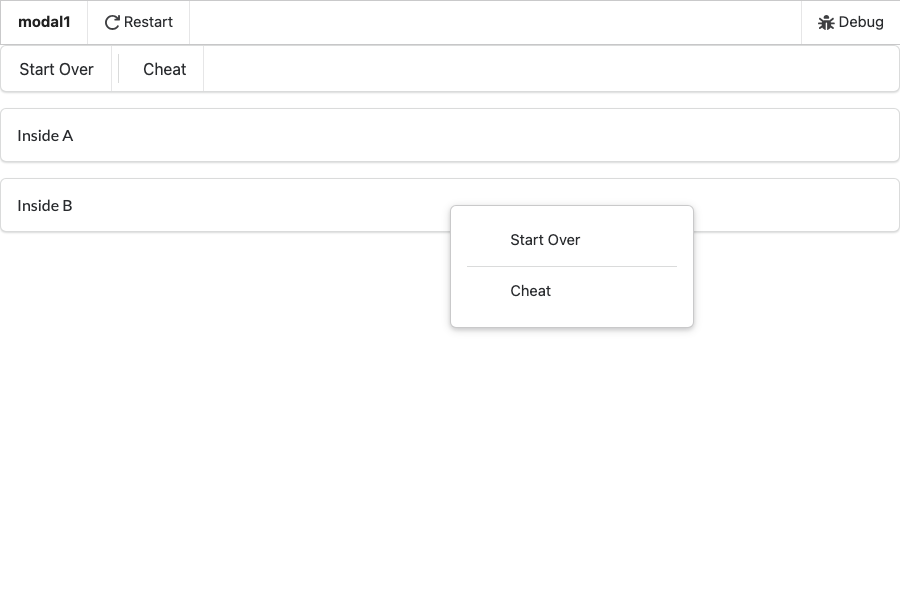 modal1 Restart Debug
Start Over Cheat
Inside A
Inside B
Start Over
Cheat